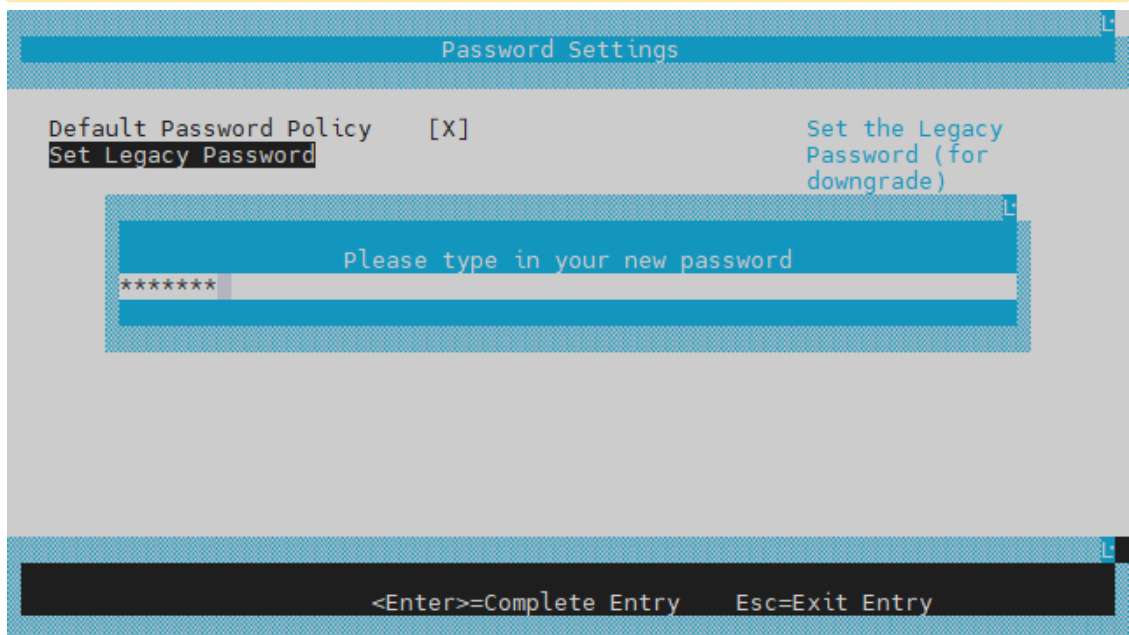 Password Settings
Default Password Policy [X]
Set Legacy Password
Set the Legacy
Password (for
downgrade)
Please type in your new password
*******
<Enter>=Complete Entry Esc=Exit Entry